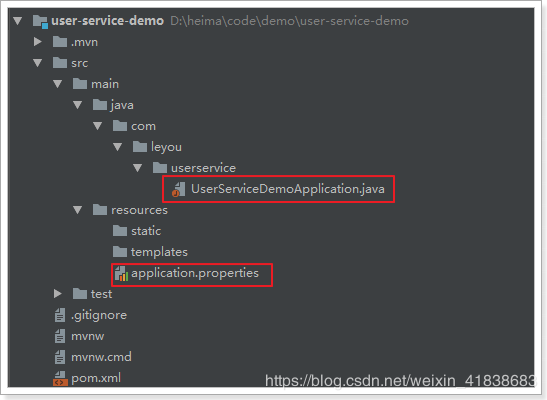 user-service-demo D:\heima\code\demo\user-service-demo
.mvn
src
main
java
com
leyou
userservice
UserServiceDemoApplication.java
resources
static
templates
application.properties
test
.gitignore
mvnw
mvnw.cmd
pom.xml
https://blog.csdn.net/weixin_41838683